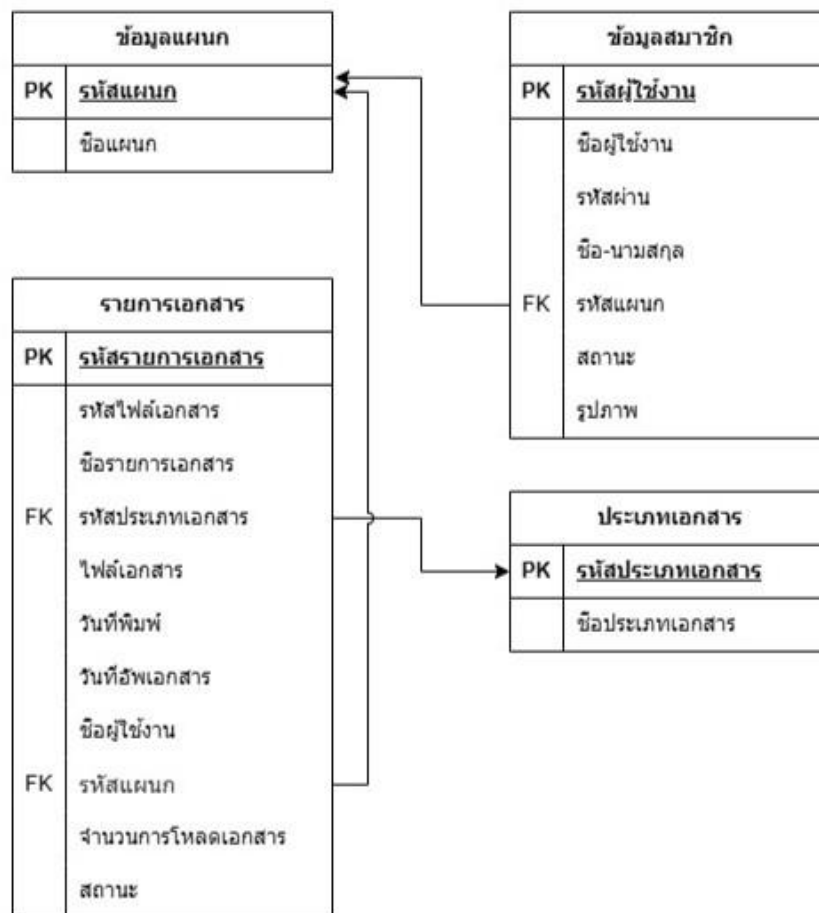 ข้อมูลแผนก
PK รหัสแผนก
ชื่อแผนก
ข้อมูลสมาชิก
PK รหัสผู้ใช้งาน
ชื่อผู้ใช้งาน
รหัสผ่าน
ชื่อ-นามสกุล
FK รหัสแผนก
สถานะ
รูปภาพ
รายการเอกสาร
PK รหัสรายการเอกสาร
รหัสไฟล์เอกสาร
ชื่อรายการเอกสาร
FK รหัสประเภทเอกสาร
ไฟล์เอกสาร
วันที่พิมพ์
วันที่อัพเอกสาร
ชื่อผู้ใช้งาน
FK รหัสแผนก
จำนวนการโหลดเอกสาร
สถานะ
ประเภทเอกสาร
PK รหัสประเภทเอกสาร
ชื่อประเภทเอกสาร